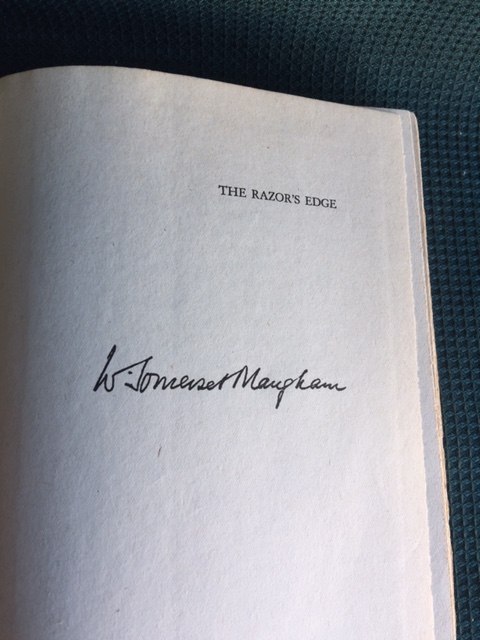 THE RAZOR'S EDGE
W. Somerset Maugham